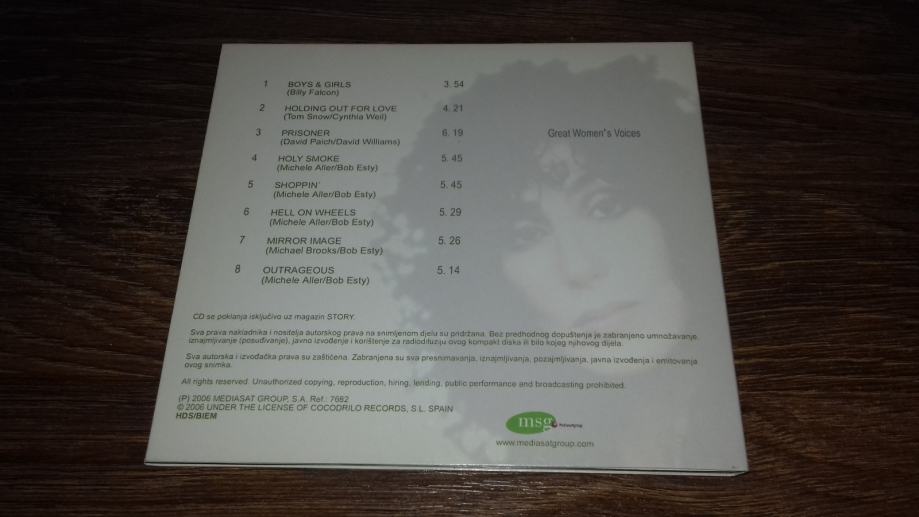 1 BOYS & GIRLS 3. 54
(Billy Falcon)
2 HOLDING OUT FOR LOVE 4. 21
(Tom Snow/Cynthia Weil)
3 PRISONER 6. 19
(David Paich/David Williams)
Great Women's Voices
4 HOLY SMOKE 5. 45
(Michele Aller/Bob Esty)
5 SHOPPIN' 5. 45
(Michele Aller/Bob Esty)
6 HELL ON WHEELS 5. 29
(Michele Aller/Bob Esty)
7 MIRROR IMAGE 5. 26
(Michael Brooks/Bob Esty)
8 OUTRAGEOUS 5. 14
(Michele Aller/Bob Esty)
CD se poklanja isključivo uz magazin STORY.
Sva prava nakladnika i nositelja autorskog prava na snimljenom djelu su pridržana. Bez predhodnog dopuštenja je zabranjeno umnožavanje,
iznajmljivanje (posuđivanje), javno izvođenje i korištenje za radiodifuziju ovog kompakt diska ili bilo kojeg njihovog dijela.
Sva autorska i izvođačka prava su zaštićena. Zabranjena su sva presnimavanja, iznajmljivanja, pozajmljivanja, javna izvođenja i emitovanja
ovog snimka.
All rights reserved. Unauthorized copying, reproduction, hiring, lending, public performance and broadcasting prohibited.
(P) 2006 MEDIASAT GROUP, S.A. Ref.: 7682
© 2006 UNDER THE LICENSE OF COCODRILO RECORDS, S.L. SPAIN
HDS/BIEM
msg
www.mediasatgroup.com